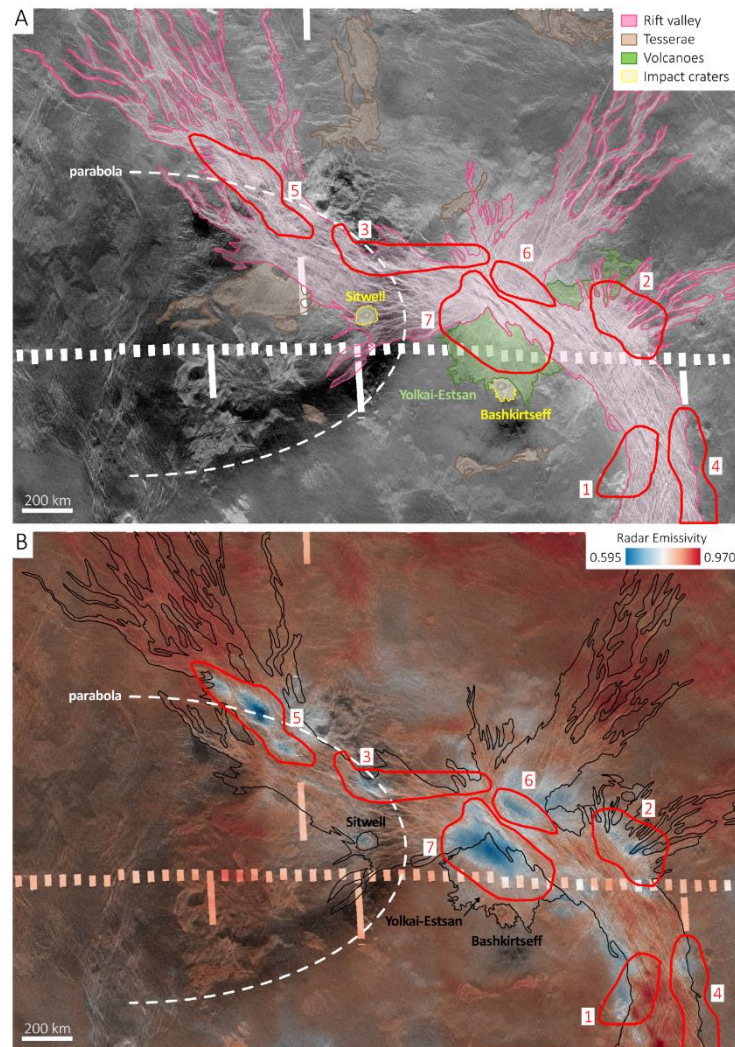 A
Rift valley
Tesserae
Volcanoes
Impact craters
parabola
5
3
6
2
Sitwell
7
Yolkai-Estsan
Bashkirtseff
1
4
200 km
B
Radar Emissivity
0.595 0.970
parabola
5
3
6
2
Sitwell
7
Yolkai-Estsan
Bashkirtseff
1
4
200 km